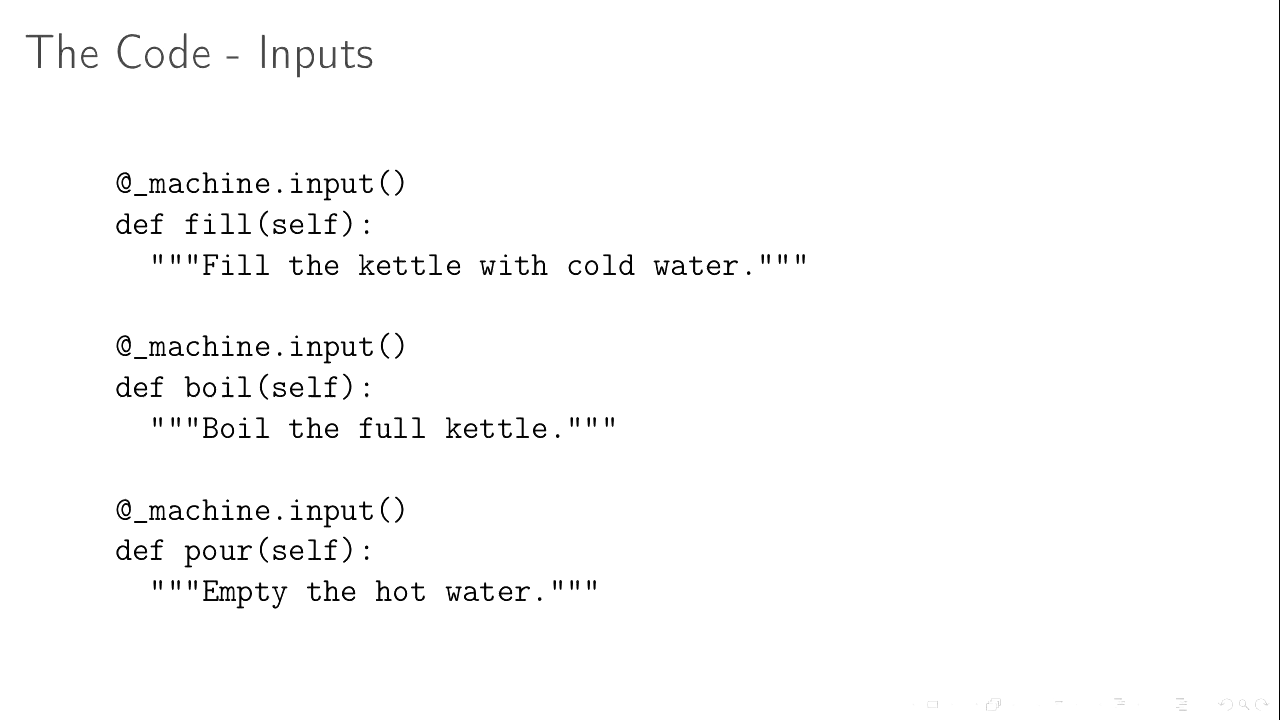 The Code - Inputs
@_machine.input()
def fill(self):
"""Fill the kettle with cold water."""
@_machine.input()
def boil(self):
"""Boil the full kettle."""
@_machine.input()
def pour(self):
"""Empty the hot water."""